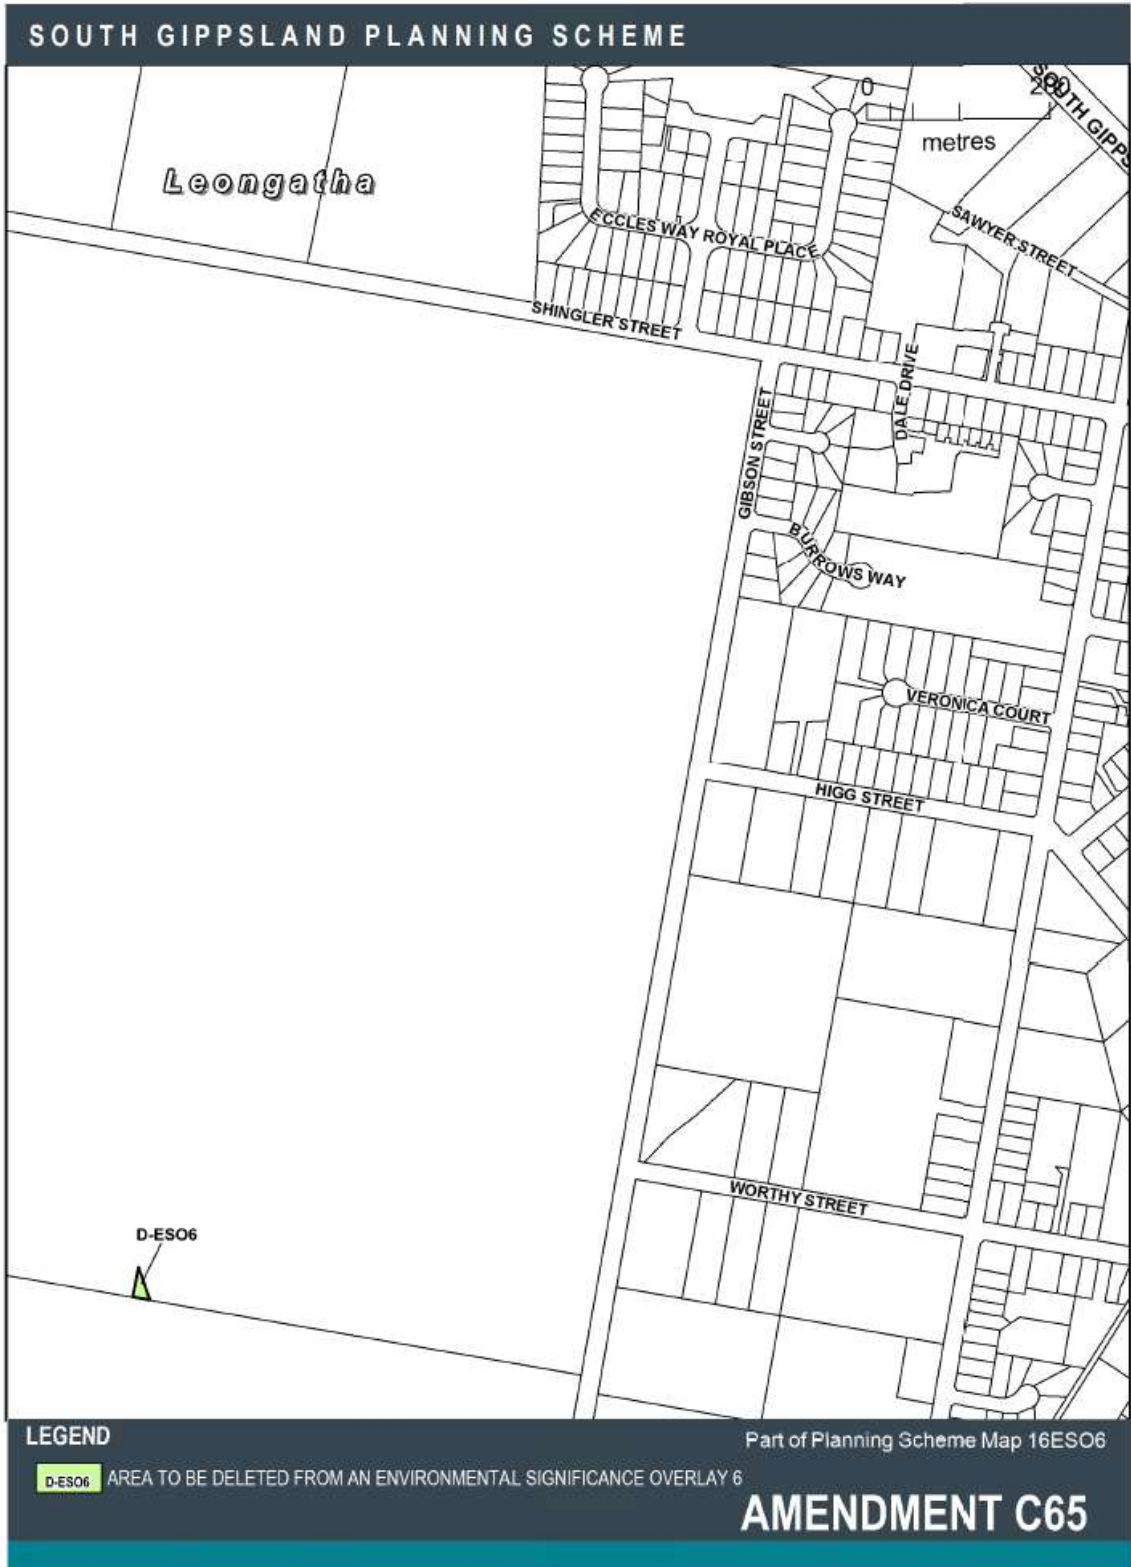 SOUTH GIPPSLAND PLANNING SCHEME
0
metres
SOUTH GIPPS
Leongatha
ECCLES WAY
ROYAL PLACE
SAWYER STREET
SHINGLER STREET
DALE DRIVE
GIBSON STREET
BURROWS WAY
VERONICA COURT
HIGG STREET
WORTHY STREET
D-ESO6
LEGEND
Part of Planning Scheme Map 16ESO6
D-ESO6 AREA TO BE DELETED FROM AN ENVIRONMENTAL SIGNIFICANCE OVERLAY 6
AMENDMENT C65